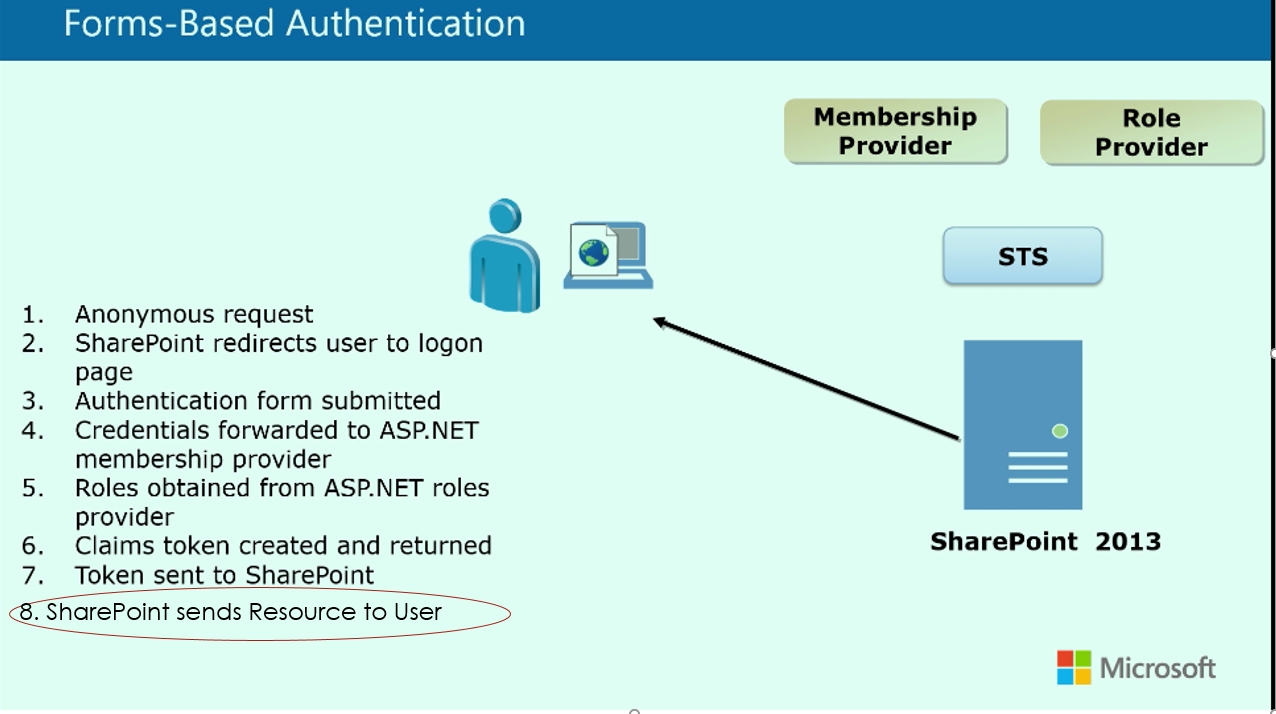 Forms-Based Authentication
Membership
Provider
Role
Provider
STS
1. Anonymous request
2. SharePoint redirects user to logon
page
3. Authentication form submitted
4. Credentials forwarded to ASP.NET
membership provider
5. Roles obtained from ASP.NET roles
provider
6. Claims token created and returned
7. Token sent to SharePoint
8. SharePoint sends Resource to User
SharePoint 2013
Microsoft